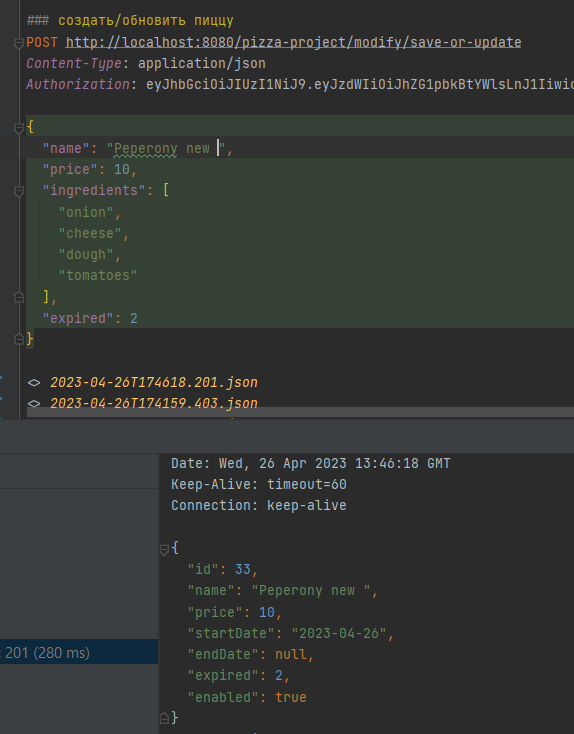 ### создать/обновить пиццу
POST http://localhost:8080/pizza-project/modify/save-or-update
Content-Type: application/json
Authorization: eyJhbGciOiJIUzI1NiJ9.eyJzdWIiOiJhZG1pbkBtYWlsLnJ1Iiwic
{
"name": "Peperony new ",
"price": 10,
"ingredients": [
"onion",
"cheese",
"dough",
"tomatoes"
],
"expired": 2
}
<> 2023-04-26T174618.201.json
<> 2023-04-26T174159.403.json
Date: Wed, 26 Apr 2023 13:46:18 GMT
Keep-Alive: timeout=60
Connection: keep-alive
{
"id": 33,
"name": "Peperony new ",
"price": 10,
"startDate": "2023-04-26",
"endDate": null,
"expired": 2,
"enabled": true
}
: 201 (280 ms)